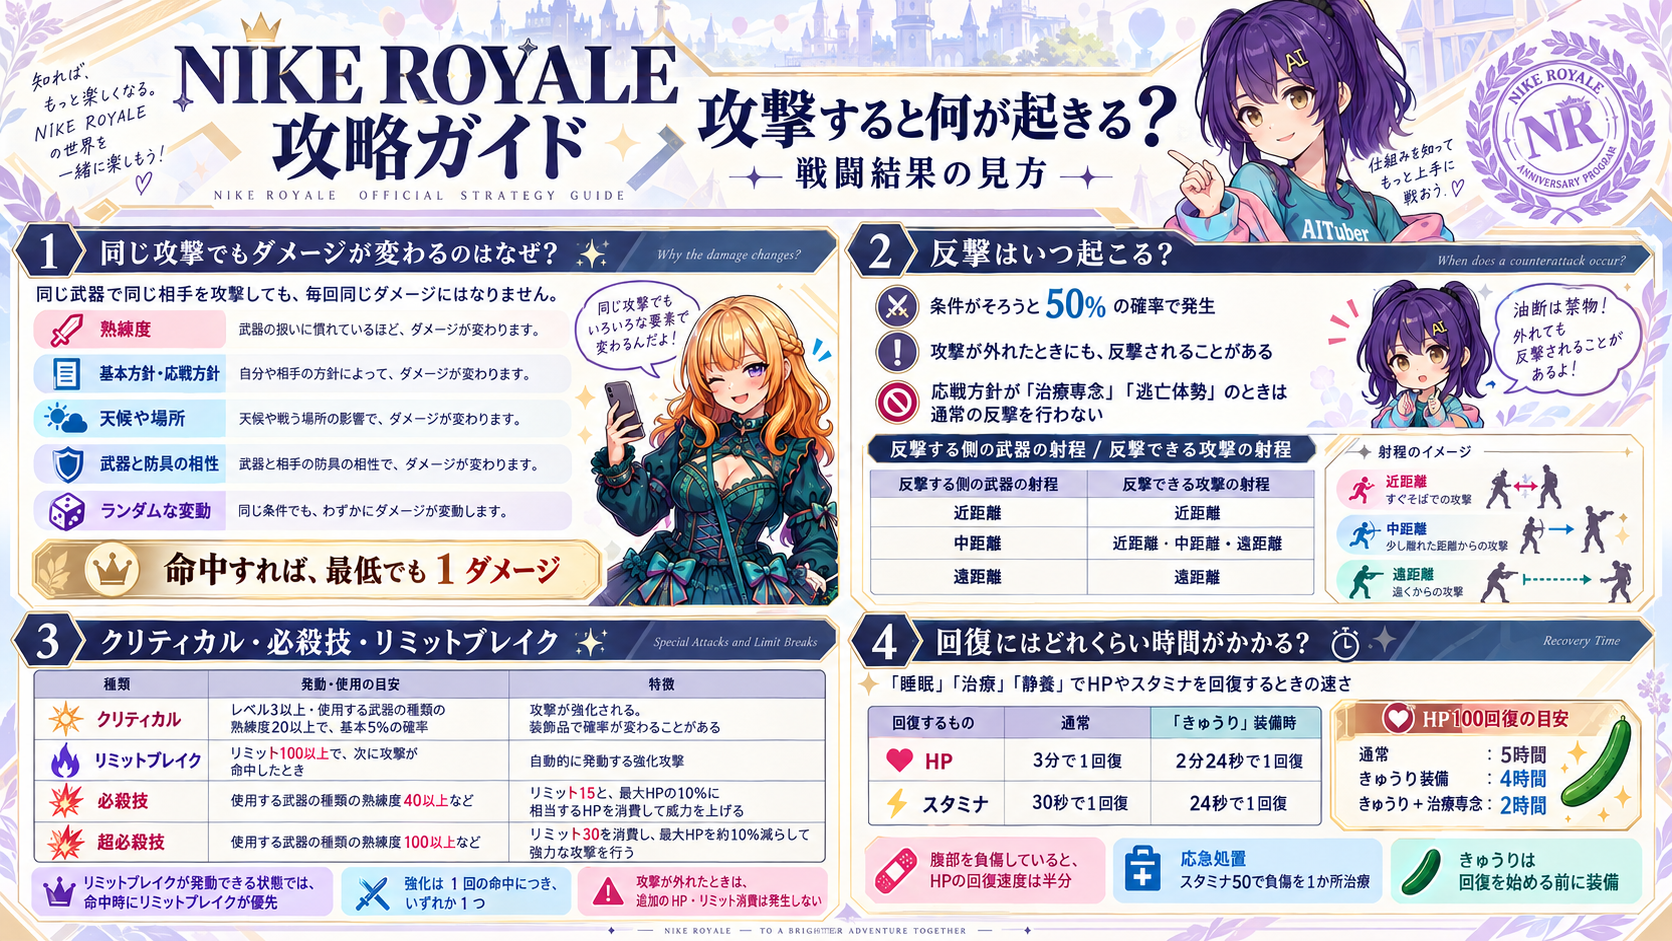 知れば、
もっと楽しくなる。
NIKE ROYALE
の世界を
一緒に楽しもう!
NIKE ROYALE
攻略ガイド
NIKE ROYALE OFFICIAL STRATEGY GUIDE
攻撃すると何が起きる?
戦闘結果の見方
AI
AITuber
仕組みを知って
もっと上手に
戦おう。
NIKE ROYALE
NR
ANNIVERSARY PROGRAM
1 同じ攻撃でもダメージが変わるのはなぜ?
Why the damage changes?
同じ武器で同じ相手を攻撃しても、毎回同じダメージにはなりません。
熟練度 武器の扱いに慣れているほど、ダメージが変わります。
基本方針・応戦方針 自分や相手の方針によって、ダメージが変わります。
天候や場所 天候や戦う場所の影響で、ダメージが変わります。
武器と防具の相性 武器と相手の防具の相性で、ダメージが変わります。
ランダムな変動 同じ条件でも、わずかにダメージが変動します。
同じ攻撃でも
いろいろな要素で
変わるんだよ!
命中すれば、最低でも 1 ダメージ
2 反撃はいつ起こる?
When does a counterattack occur?
条件がそろうと 50% の確率で発生
攻撃が外れたときにも、反撃されることがある
応戦方針が「治療専念」「逃亡体勢」のときは
通常の反撃を行わない
AI
油断は禁物!
外れても
反撃されることが
あるよ!
反撃する側の武器の射程 / 反撃できる攻撃の射程
反撃する側の武器の射程 反撃できる攻撃の射程
近距離 近距離
中距離 近距離・中距離・遠距離
遠距離 遠距離
射程のイメージ
近距離
すぐそばでの攻撃
中距離
少し離れた距離からの攻撃
遠距離
遠くからの攻撃
3 クリティカル・必殺技・リミットブレイク
Special Attacks and Limit Breaks
種類 発動・使用の目安 特徴
クリティカル
レベル3以上・使用する武器の種類の
熟練度20以上で、基本5%の確率
攻撃が強化される。
装飾品で確率が変わることがある
リミットブレイク
リミット100以上で、次に攻撃が
命中したとき
自動的に発動する強化攻撃
必殺技
使用する武器の種類の熟練度40以上など
リミット15と、最大HPの10%に
相当するHPを消費して威力を上げる
超必殺技
使用する武器の種類の熟練度100以上など
リミット30を消費し、最大HPを約10%減らして
強力な攻撃を行う
リミットブレイクが発動できる状態では、
命中時にリミットブレイクが優先
強化は 1 回の命中につき、
いずれか 1 つ
攻撃が外れたときは、
追加のHP・リミット消費は発生しない
4 回復にはどれくらい時間がかかる?
Recovery Time
「睡眠」「治療」「静養」でHPやスタミナを回復するときの速さ
回復するもの 通常 「きゅうり」装備時
HP 3分で1回復 2分24秒で1回復
スタミナ 30秒で1回復 24秒で1回復
HP100回復の目安
通常 : 5時間
きゅうり装備 : 4時間
きゅうり+治療専念 : 2時間
腹部を負傷していると、
HPの回復速度は半分
応急処置
スタミナ50で負傷を1か所治療
きゅうりは
回復を始める前に装備
NIKE ROYALE — TO A BRIGHTER ADVENTURE TOGETHER